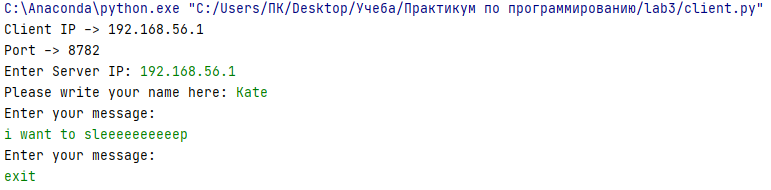 C:\Anaconda\python.exe "C:/Users/ПК/Desktop/Учеба/Практикум по программированию/lab3/client.py"
Client IP -> 192.168.56.1
Port -> 8782
Enter Server IP: 192.168.56.1
Please write your name here: Kate
Enter your message:
i want to sleeeeeeeeeep
Enter your message:
exit